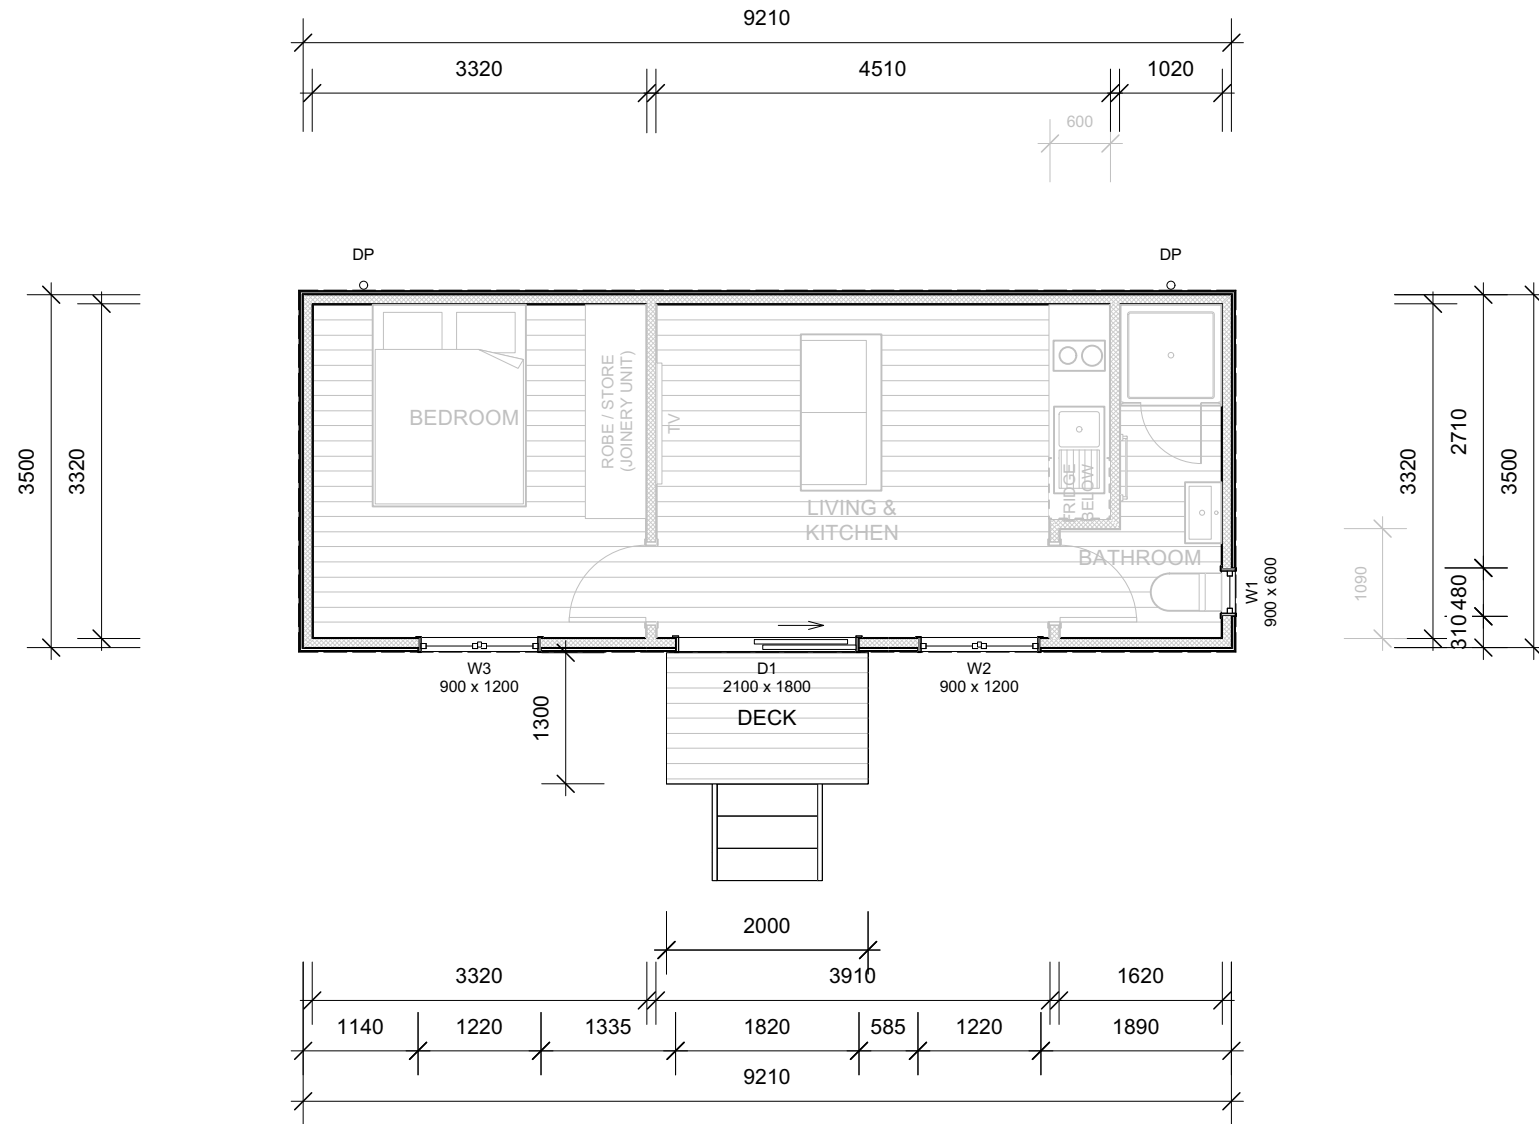 9210
3320
4510
1020
600
DP
DP
3500
3320
BEDROOM
ROBE / STORE
(JOINERY UNIT)
TV
LIVING &
KITCHEN
FRIDGE
BELOW
BATHROOM
W1
900 x 600
1090
3320
2710
480
310
3500
W3
900 x 1200
D1
2100 x 1800
W2
900 x 1200
1300
DECK
2000
3320
3910
1620
1140
1220
1335
1820
585
1220
1890
9210